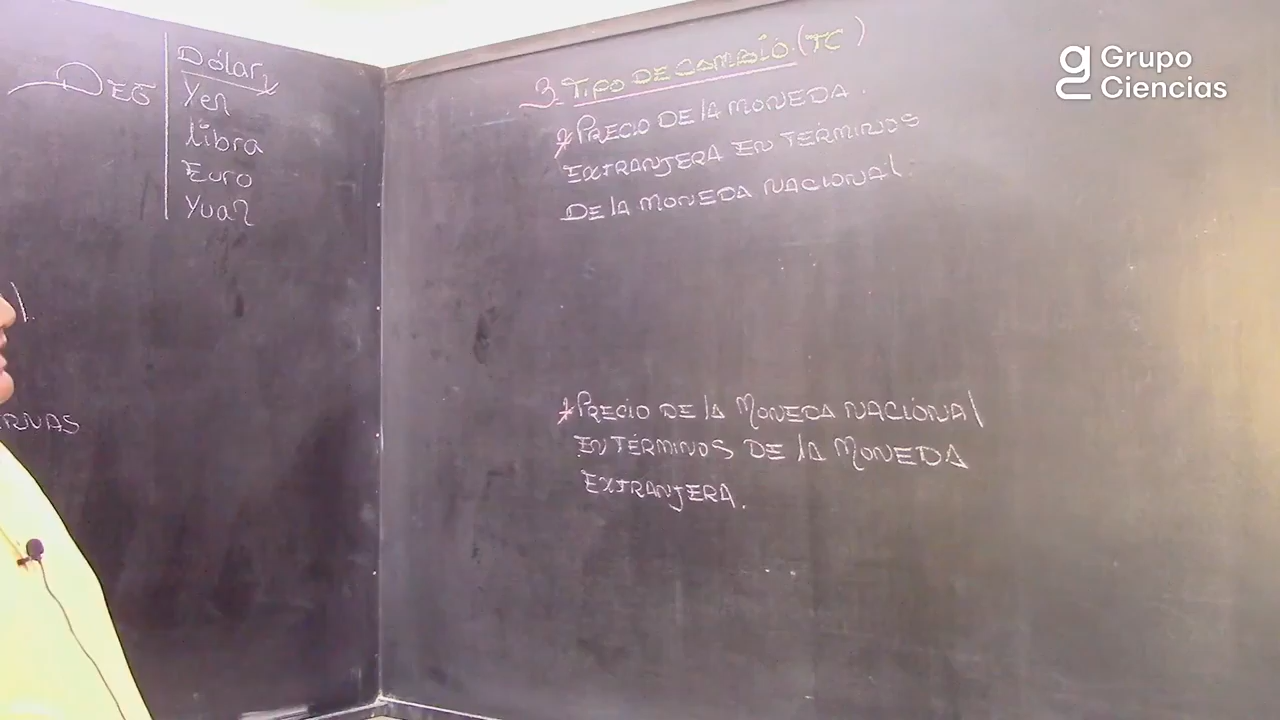 DEG
Dólar
Yen
libra
Euro
Yuan
RNAS
3. TIPO DE CAMBIO. (TC)
* PRECIO DE LA MONEDA.
EXTRANJERA EN TÉRMINOS
DE LA MONEDA NACIONAL.
* PRECIO DE LA MONEDA NACIONAL
EN TÉRMINOS DE LA MONEDA
EXTRANJERA.
Grupo
Ciencias